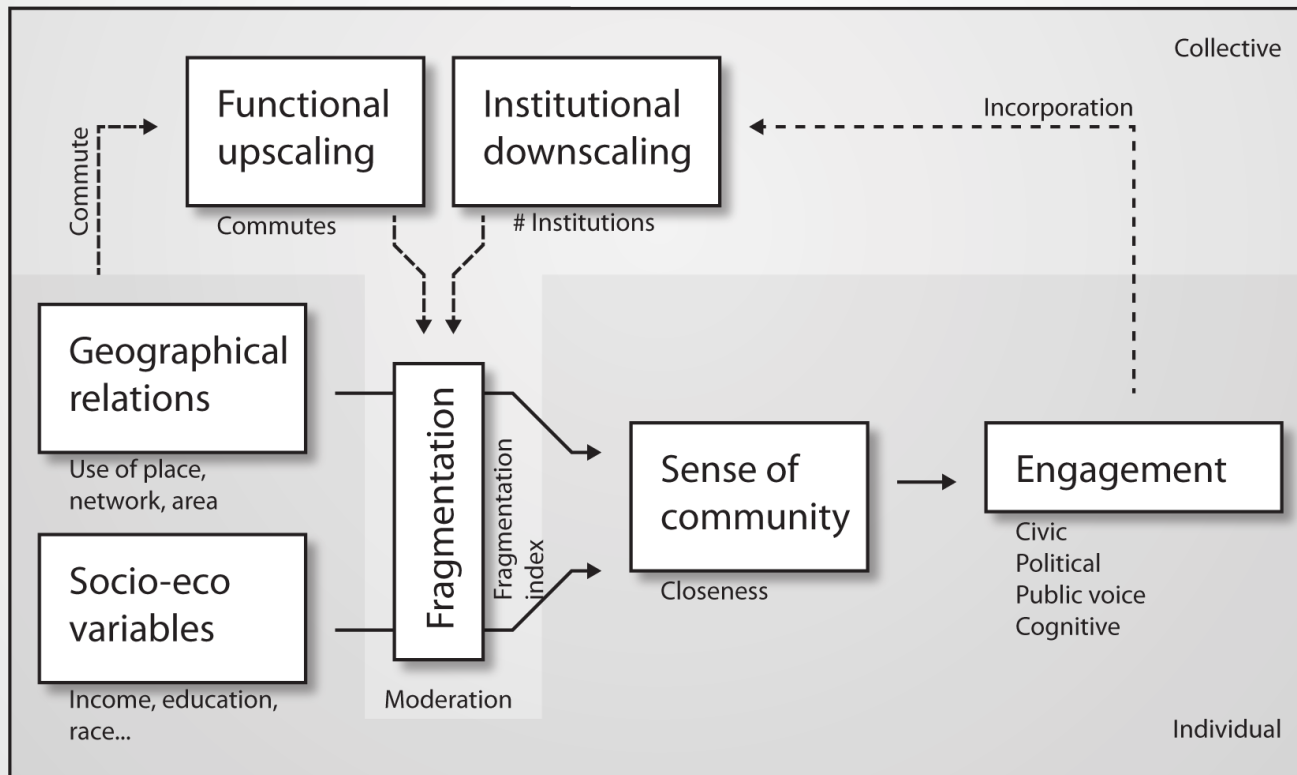 Collective
Functional
upscaling
Commutes
Institutional
downscaling
# Institutions
Incorporation
Commute
Geographical
relations
Use of place,
network, area
Socio-eco
variables
Income, education,
race...
Fragmentation
Fragmentation
index
Moderation
Sense of
community
Closeness
Engagement
Civic
Political
Public voice
Cognitive
Individual